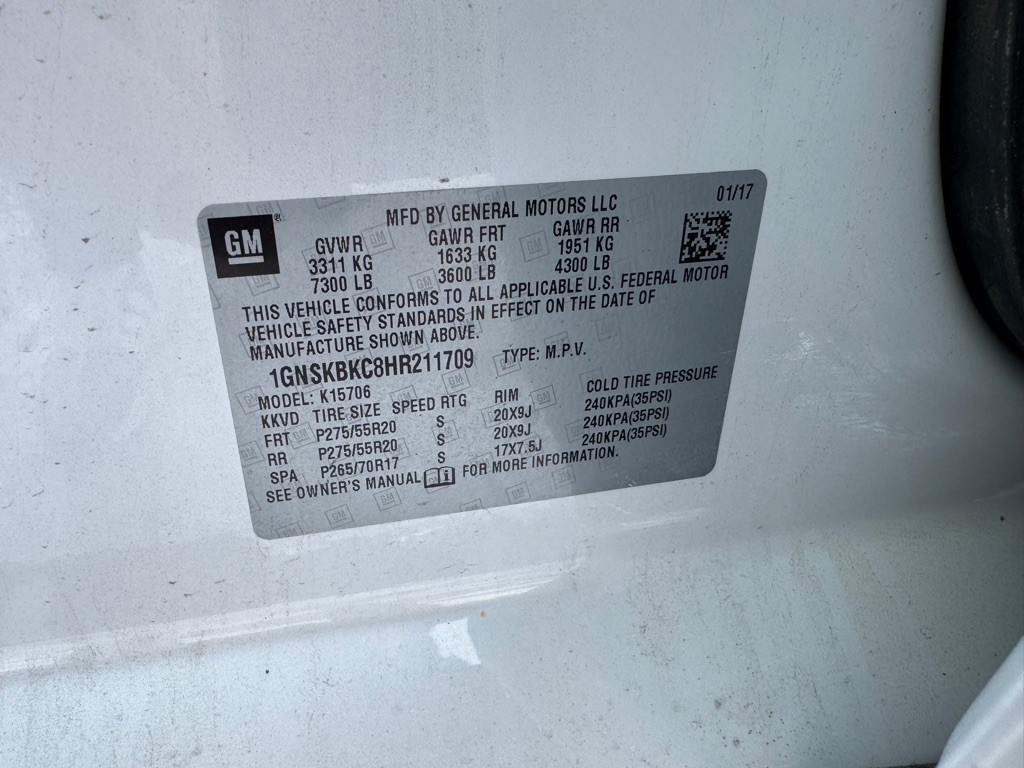 MFD BY GENERAL MOTORS LLC 01/17
GM ®
GVWR GAWR FRT GAWR RR
3311 KG 1633 KG 1951 KG
7300 LB 3600 LB 4300 LB
THIS VEHICLE CONFORMS TO ALL APPLICABLE U.S. FEDERAL MOTOR
VEHICLE SAFETY STANDARDS IN EFFECT ON THE DATE OF
MANUFACTURE SHOWN ABOVE.
1GNSKBKC8HR211709 TYPE: M.P.V.
MODEL: K15706
KKVD TIRE SIZE SPEED RTG RIM COLD TIRE PRESSURE
FRT P275/55R20 S 20X9J 240KPA(35PSI)
RR P275/55R20 S 20X9J 240KPA(35PSI)
SPA P265/70R17 S 17X7.5J 240KPA(35PSI)
SEE OWNER'S MANUAL FOR MORE INFORMATION.